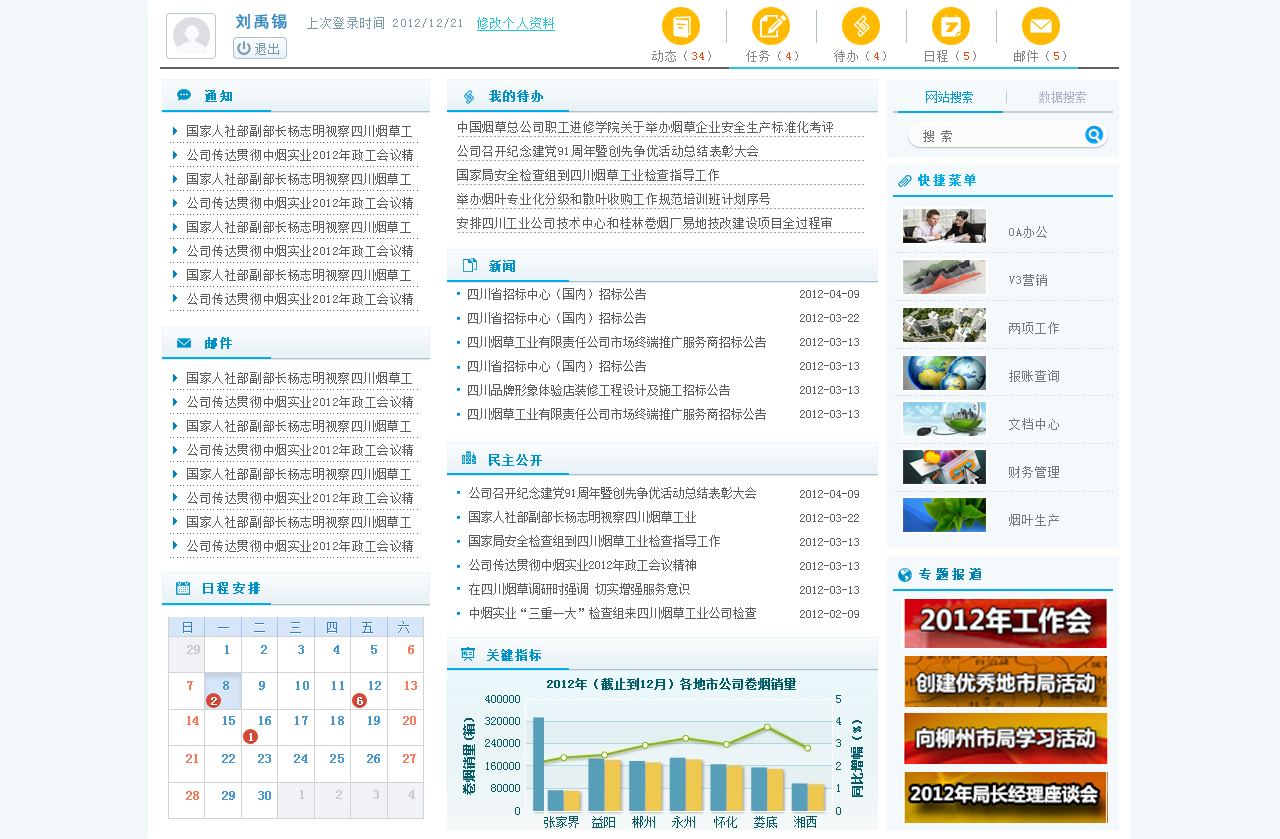 刘禹锡 上次登录时间 2012/12/21 修改个人资料
退出
动态（34） 任务（4） 待办（4） 日程（5） 邮件（5）
通知
国家人社部副部长杨志明视察四川烟草工
公司传达贯彻中烟实业2012年政工会议精
国家人社部副部长杨志明视察四川烟草工
公司传达贯彻中烟实业2012年政工会议精
国家人社部副部长杨志明视察四川烟草工
公司传达贯彻中烟实业2012年政工会议精
国家人社部副部长杨志明视察四川烟草工
公司传达贯彻中烟实业2012年政工会议精
邮件
国家人社部副部长杨志明视察四川烟草工
公司传达贯彻中烟实业2012年政工会议精
国家人社部副部长杨志明视察四川烟草工
公司传达贯彻中烟实业2012年政工会议精
国家人社部副部长杨志明视察四川烟草工
公司传达贯彻中烟实业2012年政工会议精
国家人社部副部长杨志明视察四川烟草工
公司传达贯彻中烟实业2012年政工会议精
日程安排
日 一 二 三 四 五 六
29 1 2 3 4 5 6
7 8 9 10 11 12 13
2 6
14 15 16 17 18 19 20
1
21 22 23 24 25 26 27
28 29 30 1 2 3 4
我的待办
中国烟草总公司职工进修学院关于举办烟草企业安全生产标准化考评
公司召开纪念建党91周年暨创先争优活动总结表彰大会
国家局安全检查组到四川烟草工业检查指导工作
举办烟叶专业化分级和散叶收购工作规范培训班计划序号
安排四川工业公司技术中心和桂林卷烟厂易地技改建设项目全过程审
新闻
四川省招标中心（国内）招标公告 2012-04-09
四川省招标中心（国内）招标公告 2012-03-22
四川烟草工业有限责任公司市场终端推广服务商招标公告 2012-03-13
四川省招标中心（国内）招标公告 2012-03-13
四川品牌形象体验店装修工程设计及施工招标公告 2012-03-13
四川烟草工业有限责任公司市场终端推广服务商招标公告 2012-03-13
民主公开
公司召开纪念建党91周年暨创先争优活动总结表彰大会 2012-04-09
国家人社部副部长杨志明视察四川烟草工业 2012-03-22
国家局安全检查组到四川烟草工业检查指导工作 2012-03-13
公司传达贯彻中烟实业2012年政工会议精神 2012-03-13
在四川烟草调研时强调 切实增强服务意识 2012-03-13
中烟实业“三重一大”检查组来四川烟草工业公司检查 2012-02-09
关键指标
2012年（截止到12月）各地市公司卷烟销量
卷烟销量(箱)
400000
320000
240000
160000
80000
0
5
4
3
2
1
0
同比增幅(%)
张家界 益阳 郴州 永州 怀化 娄底 湘西
网站搜索 数据搜索
搜 索
快捷菜单
OA办公
V3营销
两项工作
报账查询
文档中心
财务管理
烟叶生产
专题报道
2012年工作会
创建优秀地市局活动
向柳州市局学习活动
2012年局长经理座谈会